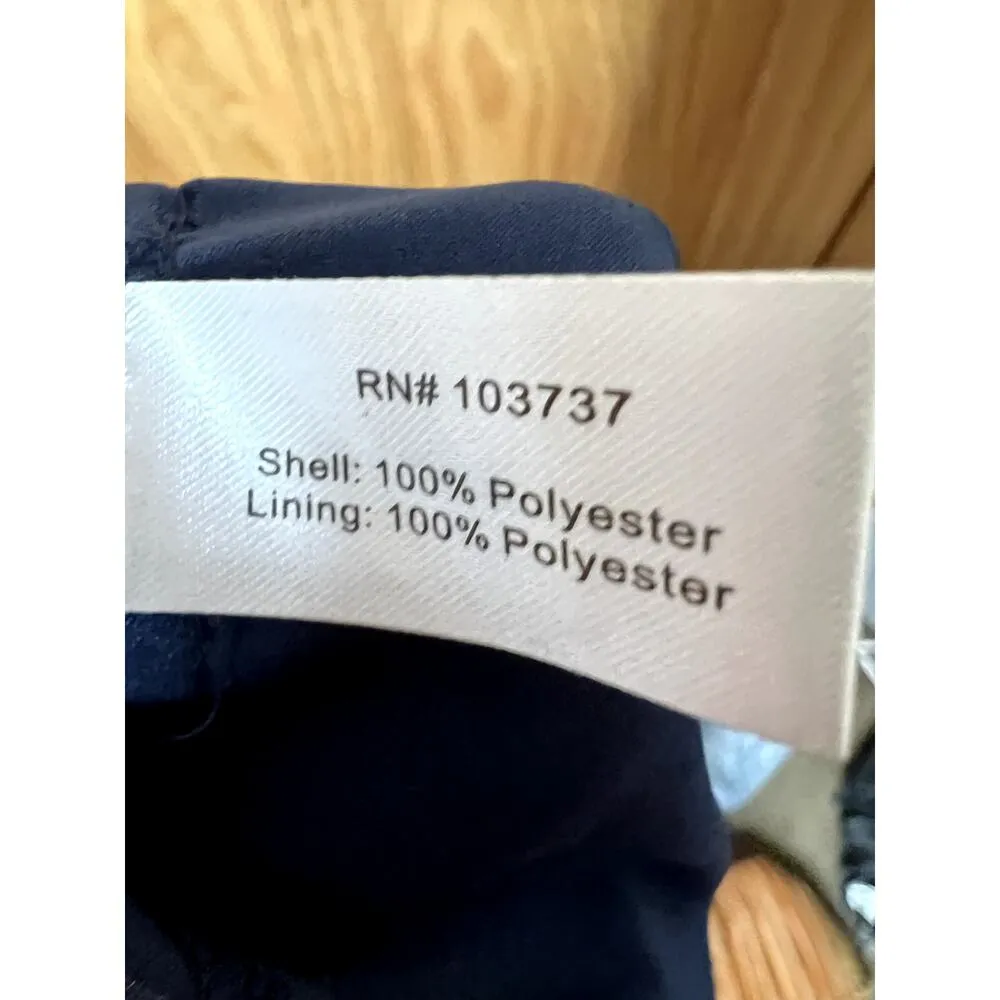 RN# 103737
Shell: 100% Polyester
Lining: 100% Polyester